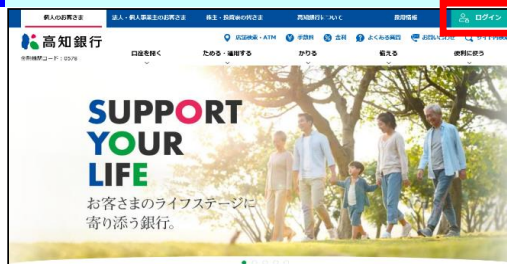 個人のお客さま
法人・個人事業主のお客さま
株主・投資家の皆さま
高知銀行について
採用情報
ログイン
高知銀行
金融機関コード：0578
店舗検索・ATM
手数料
金利
よくある質問
口座を開く
ためる・運用する
かりる
備える
便利に使う
SUPPORT
YOUR
LIFE
お客さまのライフステージに
寄り添う銀行。